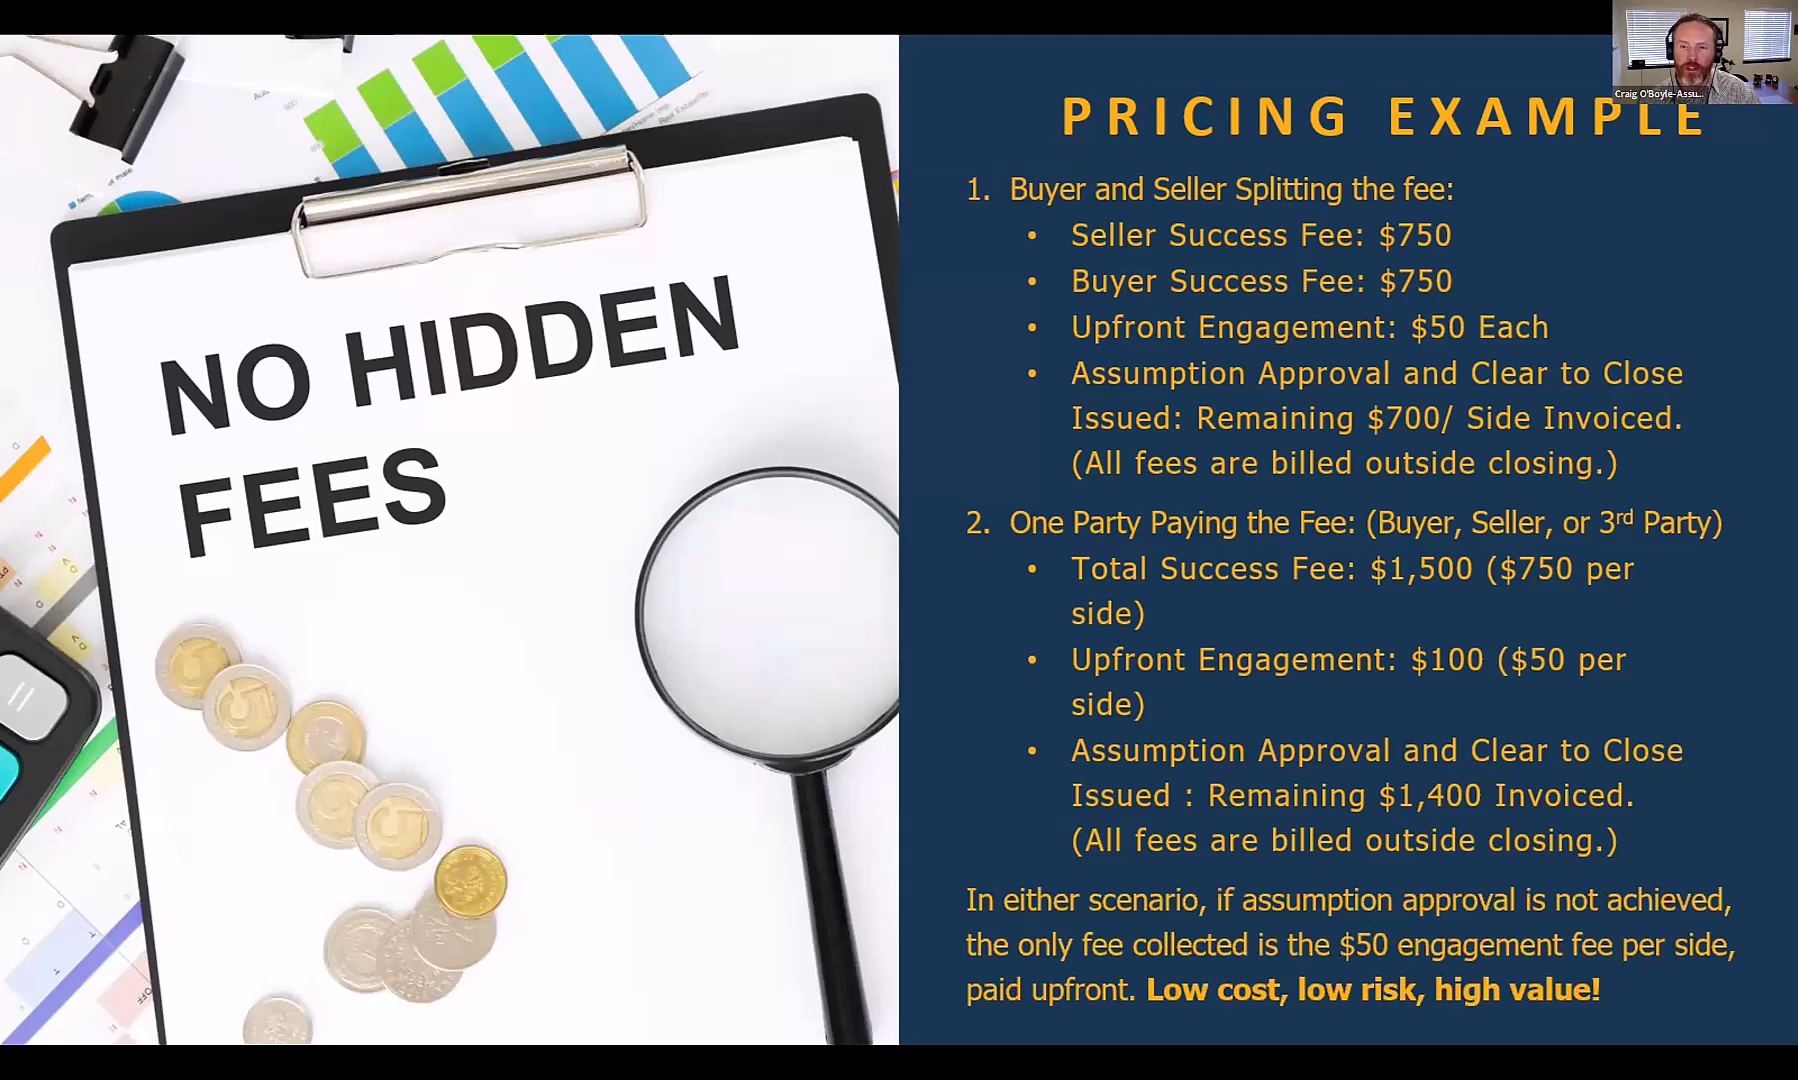 Craig O'Boyle-Assu...
PRICING EXAMPLE
NO HIDDEN
FEES
1. Buyer and Seller Splitting the fee:
• Seller Success Fee: $750
• Buyer Success Fee: $750
• Upfront Engagement: $50 Each
• Assumption Approval and Clear to Close
Issued: Remaining $700/ Side Invoiced.
(All fees are billed outside closing.)
2. One Party Paying the Fee: (Buyer, Seller, or 3rd Party)
• Total Success Fee: $1,500 ($750 per
side)
• Upfront Engagement: $100 ($50 per
side)
• Assumption Approval and Clear to Close
Issued : Remaining $1,400 Invoiced.
(All fees are billed outside closing.)
In either scenario, if assumption approval is not achieved,
the only fee collected is the $50 engagement fee per side,
paid upfront. Low cost, low risk, high value!